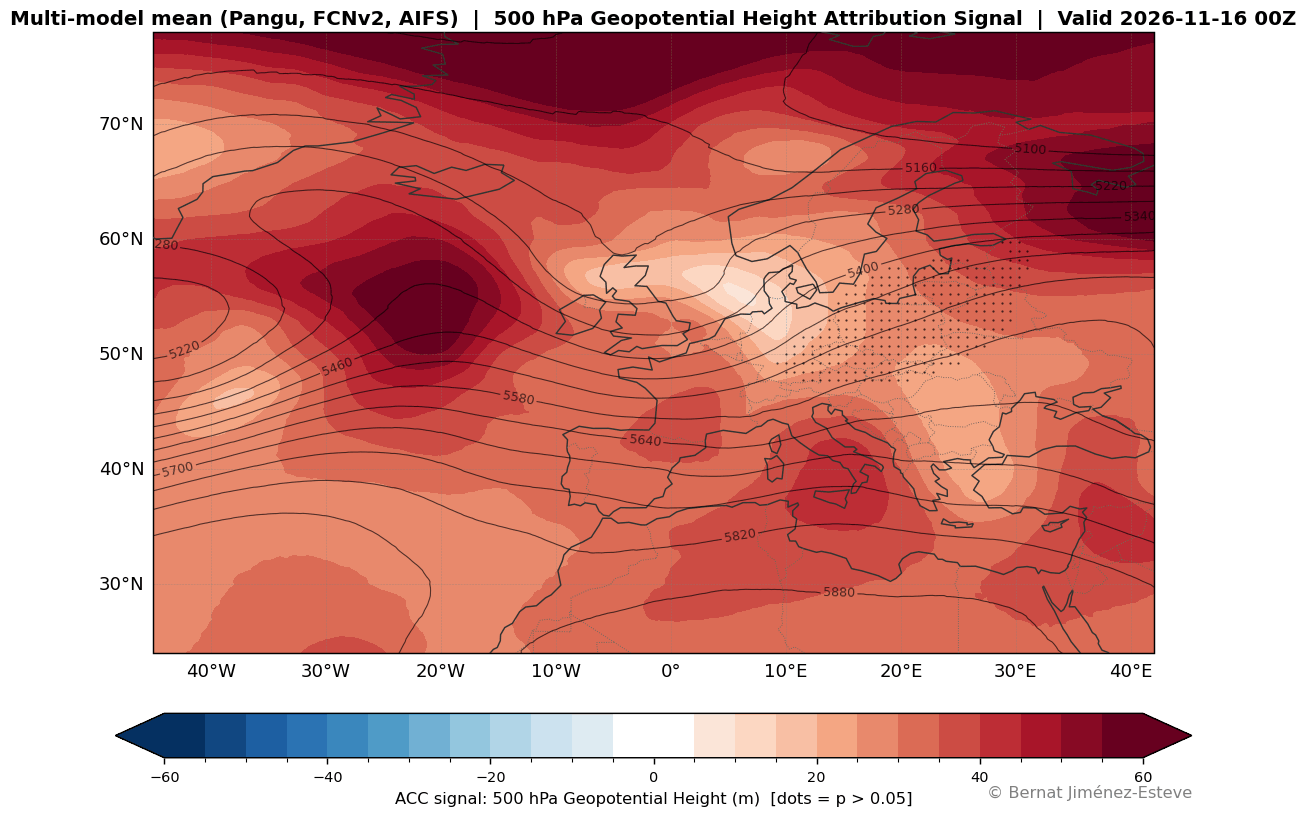 Multi-model mean (Pangu, FCNv2, AIFS) | 500 hPa Geopotential Height Attribution Signal | Valid 2026-11-16 00Z
70°N
60°N
50°N
40°N
30°N
5100
5160
5220
5280
5340
280
5400
5220
5460
5580
5640
5700
5820
5880
40°W
30°W
20°W
10°W
0°
10°E
20°E
30°E
40°E
−60
−40
−20
0
20
40
60
ACC signal: 500 hPa Geopotential Height (m) [dots = p > 0.05]
© Bernat Jiménez-Esteve